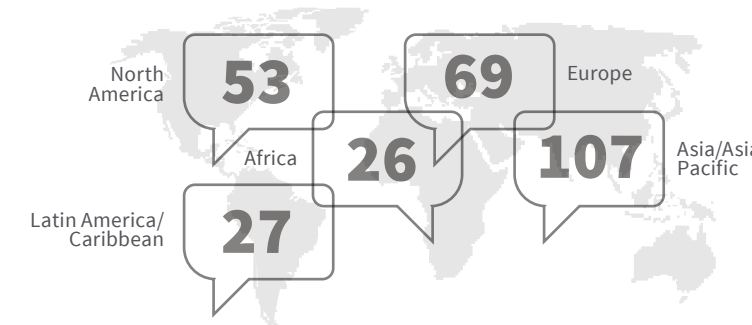 North
America
53
69
Europe
Africa
26
107
Asia/Asia
Pacific
Latin America/
Caribbean
27